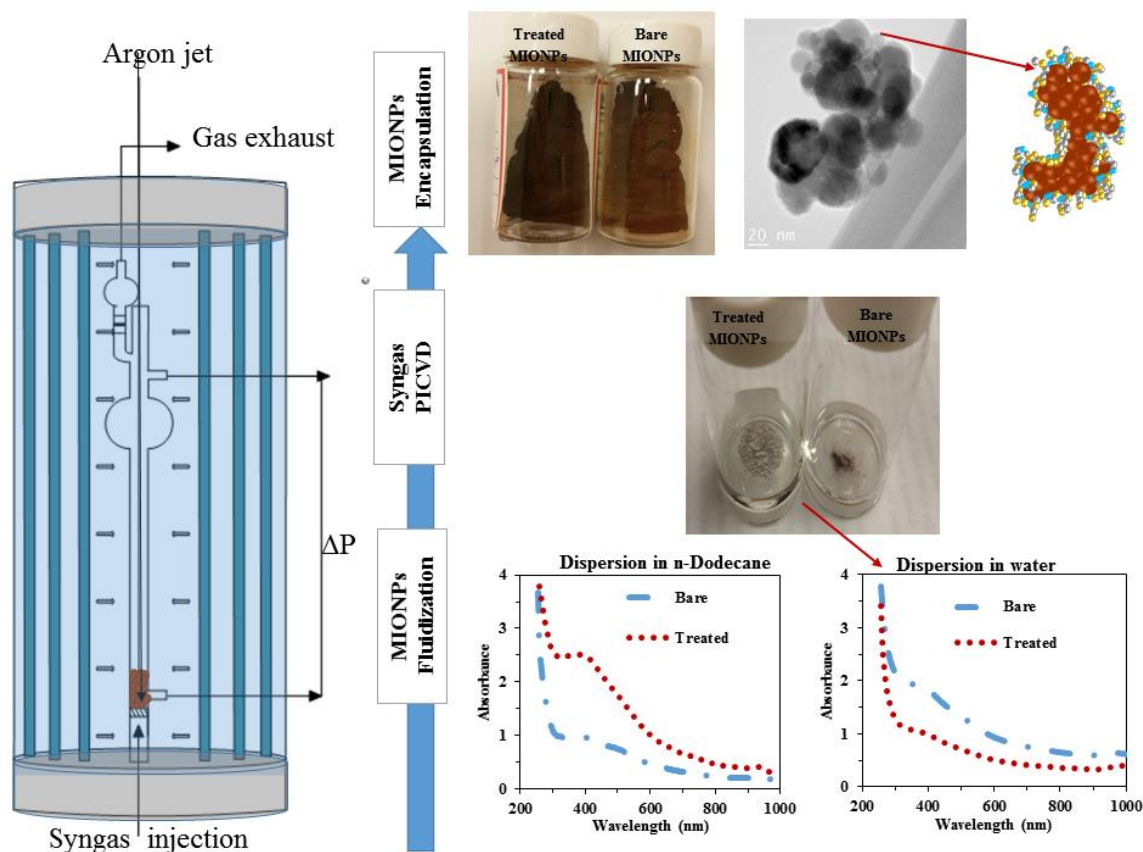 Argon jet
Gas exhaust
ΔP
Syngas injection
MIONPs
Encapsulation
Syngas
PICVD
MIONPs
Fluidization
Treated
MIONPs
Bare
MIONPs
20 nm
Treated
MIONPs
Bare
MIONPs
Dispersion in n-Dodecane
4
3
2
1
0
Absorbance
Bare
Treated
200
400
600
800
1000
Wavelength (nm)
Dispersion in water
4
3
2
1
0
Absorbance
Bare
Treated
200
400
600
800
1000
Wavelength (nm)